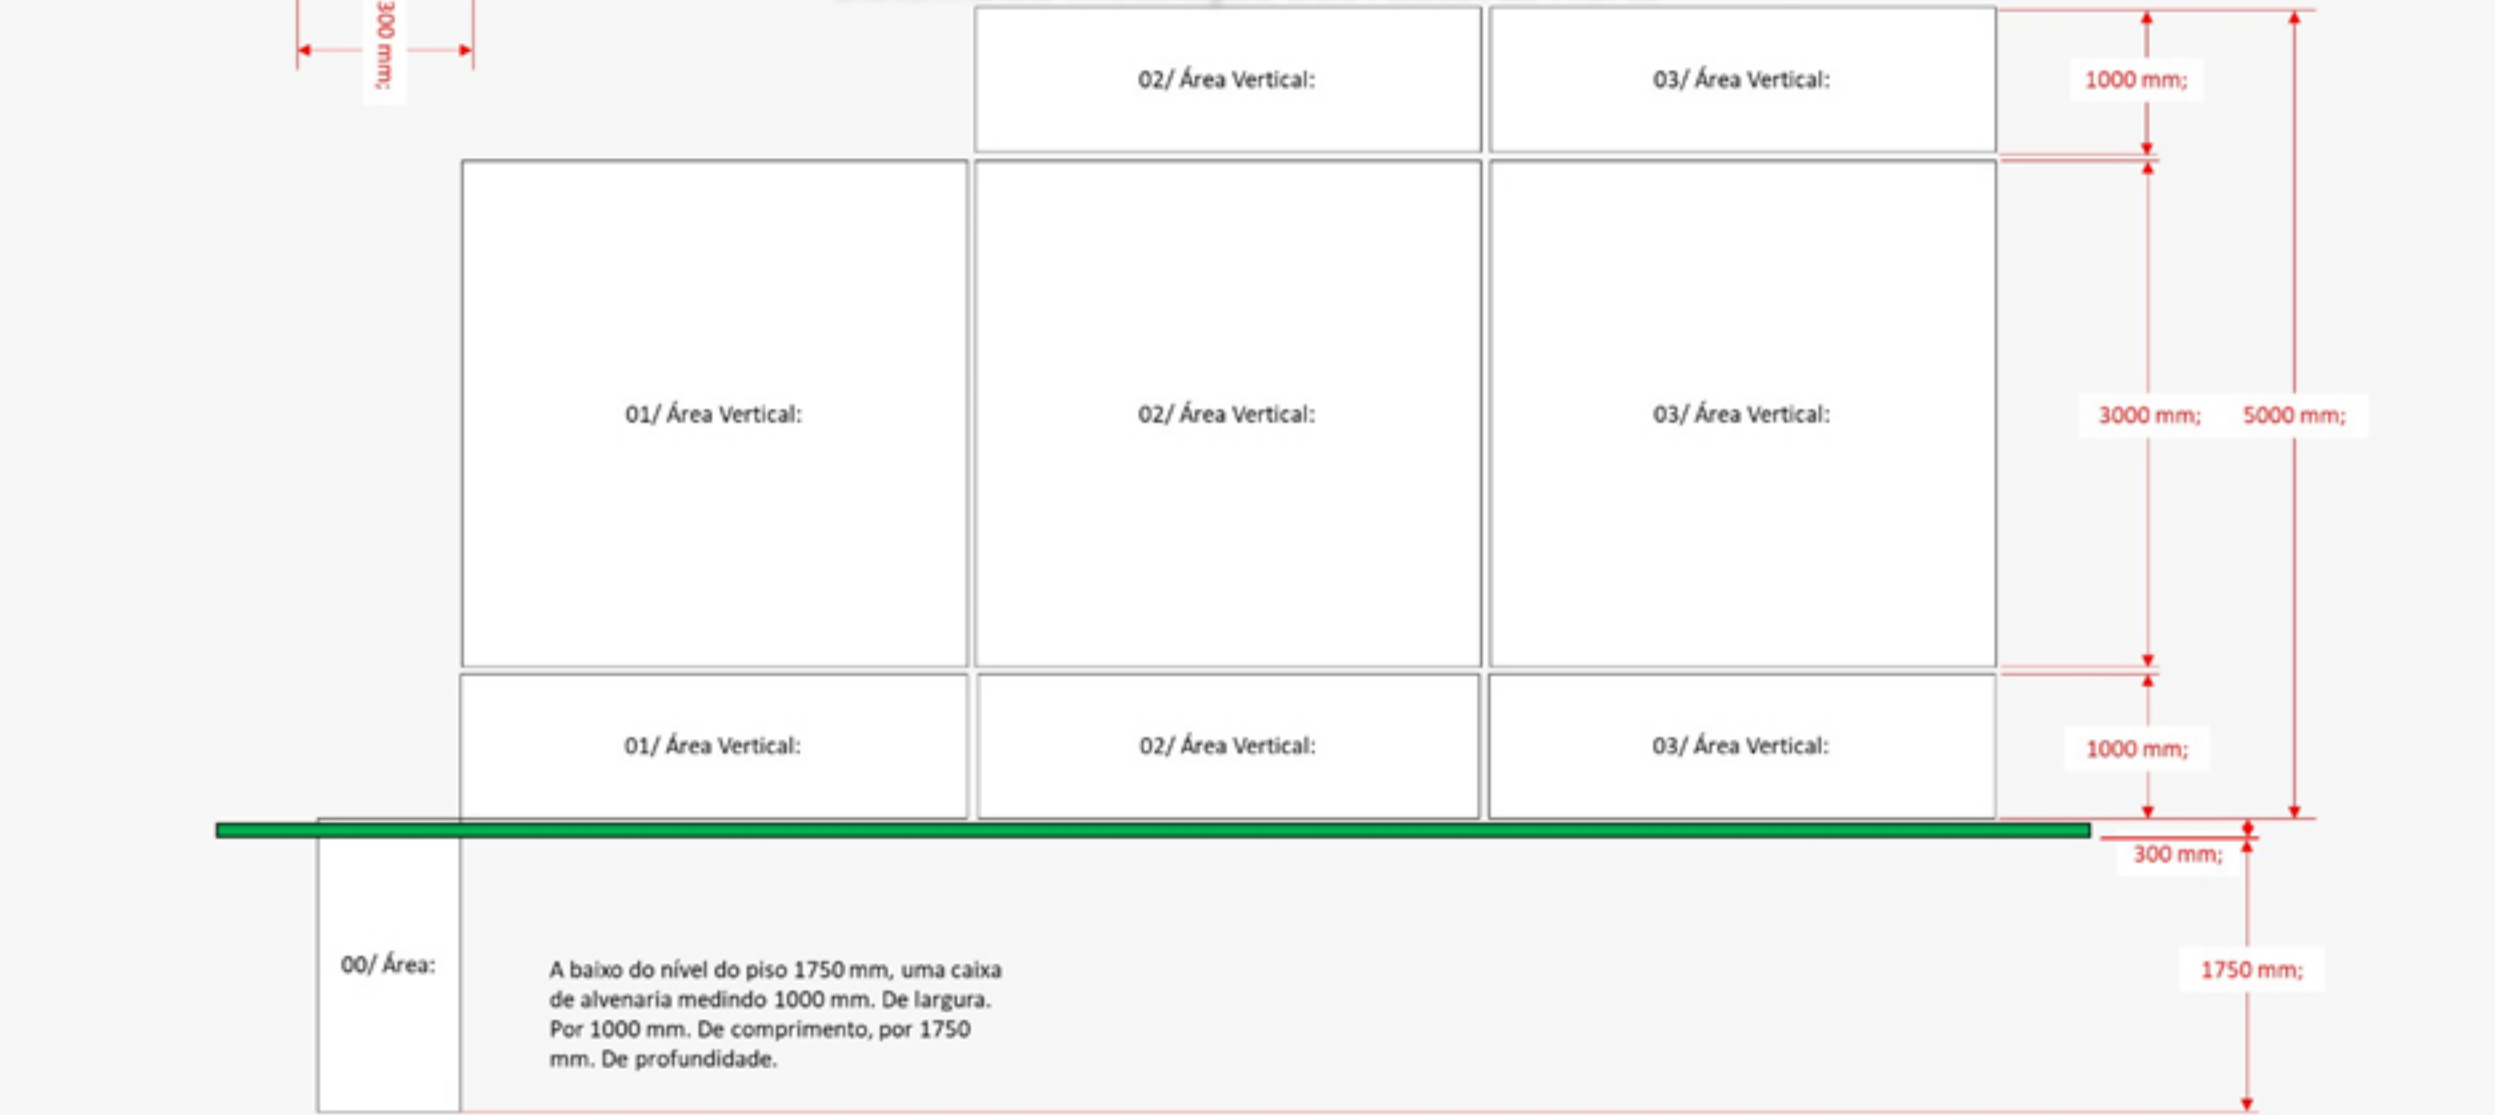 300 mm;
02/ Área Vertical:
03/ Área Vertical:
1000 mm;
01/ Área Vertical:
02/ Área Vertical:
03/ Área Vertical:
3000 mm;
5000 mm;
01/ Área Vertical:
02/ Área Vertical:
03/ Área Vertical:
1000 mm;
300 mm;
00/ Área:
A baixo do nível do piso 1750 mm, uma caixa
de alvenaria medindo 1000 mm. De largura.
Por 1000 mm. De comprimento, por 1750
mm. De profundidade.
1750 mm;